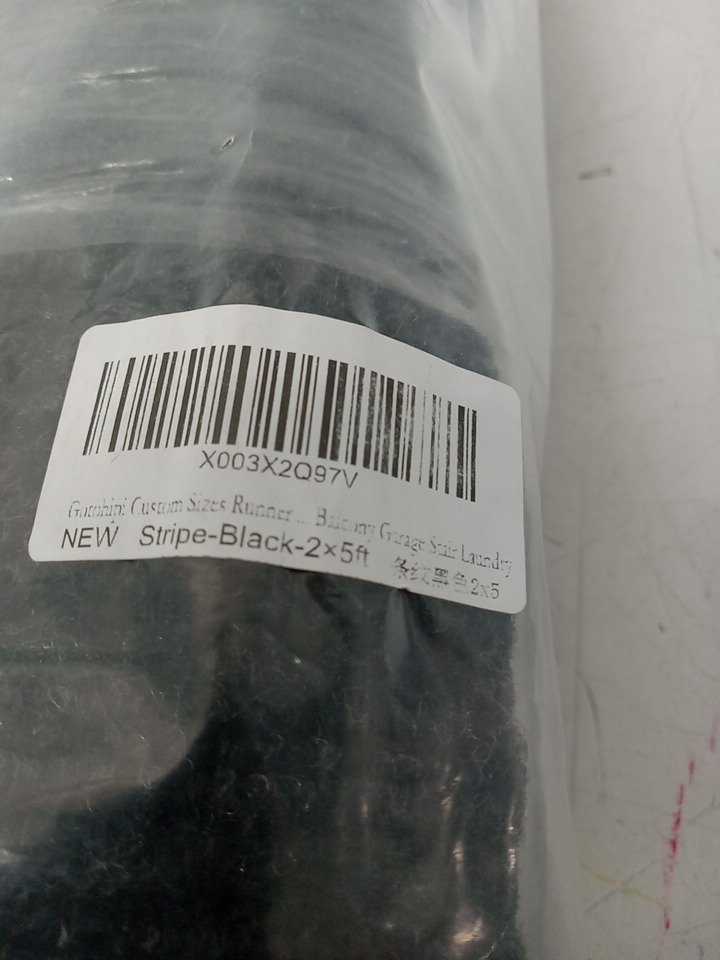 X003X2Q97V
Gotohini Custom Sizes Runner ... Balcony Garage Stair Laundry
NEW Stripe-Black-2×5ft 条纹黑色2x5